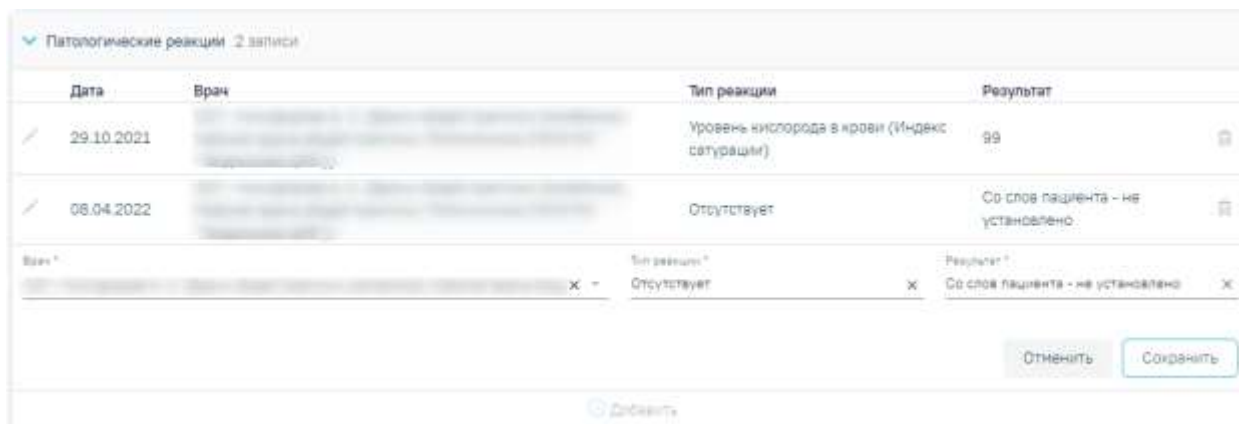 Патологические реакции 2 записи
Дата Врач Тип реакции Результат
29.10.2021 Уровень кислорода в крови (Индекс сатурации) 99
08.04.2022 Отсутствует Со слов пациента - не установлено
Врач * Тип реакции * Результат *
Отсутствует Со слов пациента - не установлено
Отменить Сохранить
Добавить